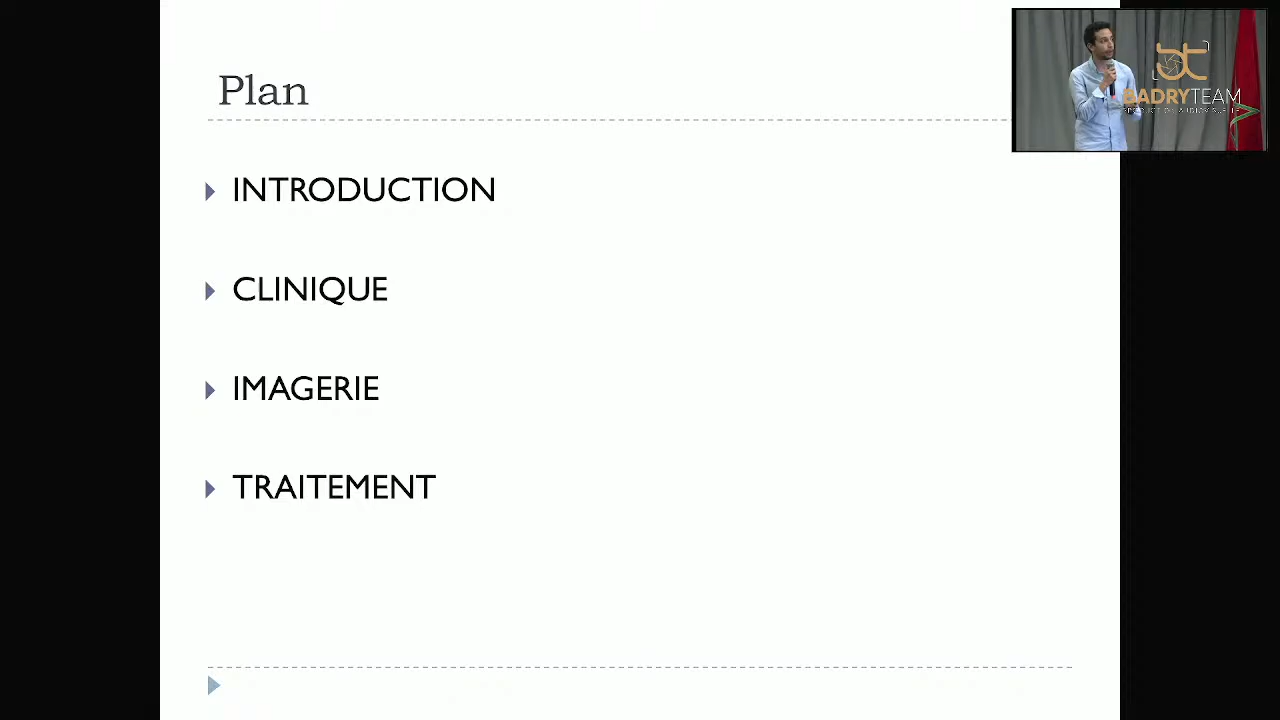 Plan
INTRODUCTION
CLINIQUE
IMAGERIE
TRAITEMENT
BADRYTEAM